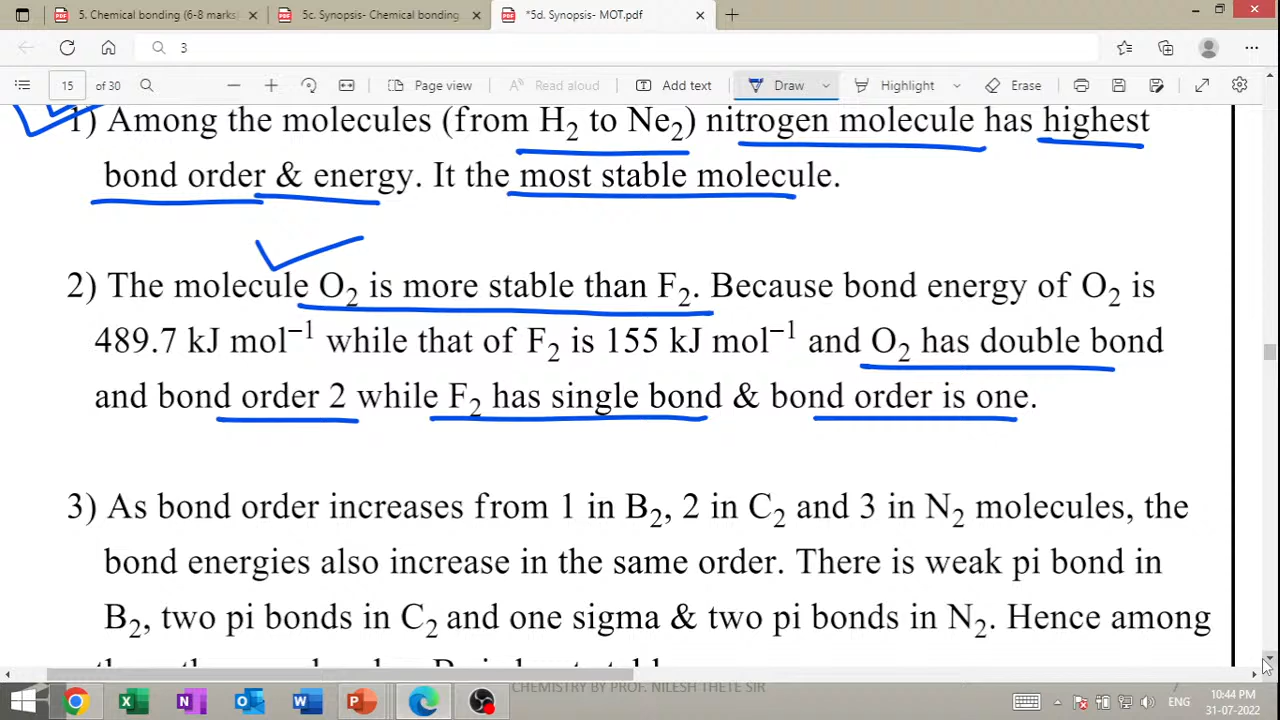 5. Chemical bonding (6-8 marks)
5c. Synopsis- Chemical bonding
*5d. Synopsis- MOT.pdf
3
15 of 30
Page view
Read aloud
Add text
Draw
Highlight
Erase
1) Among the molecules (from H₂ to Ne₂) nitrogen molecule has highest
bond order & energy. It the most stable molecule.
2) The molecule O₂ is more stable than F₂. Because bond energy of O₂ is
489.7 kJ mol⁻¹ while that of F₂ is 155 kJ mol⁻¹ and O₂ has double bond
and bond order 2 while F₂ has single bond & bond order is one.
3) As bond order increases from 1 in B₂, 2 in C₂ and 3 in N₂ molecules, the
bond energies also increase in the same order. There is weak pi bond in
B₂, two pi bonds in C₂ and one sigma & two pi bonds in N₂. Hence among
CHEMISTRY BY PROF. NILESH THETE SIR
ENG
10:44 PM
31-07-2022